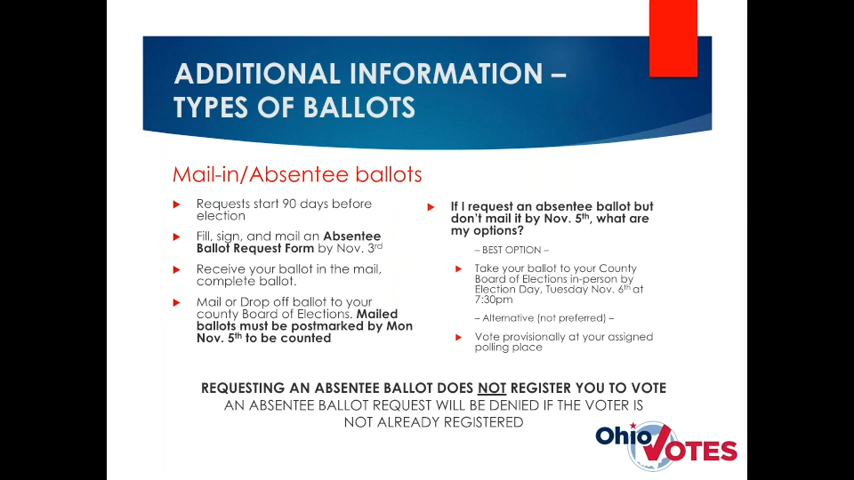 ADDITIONAL INFORMATION –
TYPES OF BALLOTS
Mail-in/Absentee ballots
Requests start 90 days before
election
Fill, sign, and mail an Absentee
Ballot Request Form by Nov. 3rd
Receive your ballot in the mail,
complete ballot.
Mail or Drop off ballot to your
county Board of Elections. Mailed
ballots must be postmarked by Mon
Nov. 5th to be counted
If I request an absentee ballot but
don't mail it by Nov. 5th, what are
my options?
– BEST OPTION –
Take your ballot to your County
Board of Elections in-person by
Election Day, Tuesday Nov. 6th at
7:30pm
– Alternative (not preferred) –
Vote provisionally at your assigned
polling place
REQUESTING AN ABSENTEE BALLOT DOES NOT REGISTER YOU TO VOTE
AN ABSENTEE BALLOT REQUEST WILL BE DENIED IF THE VOTER IS
NOT ALREADY REGISTERED
Ohio VOTES